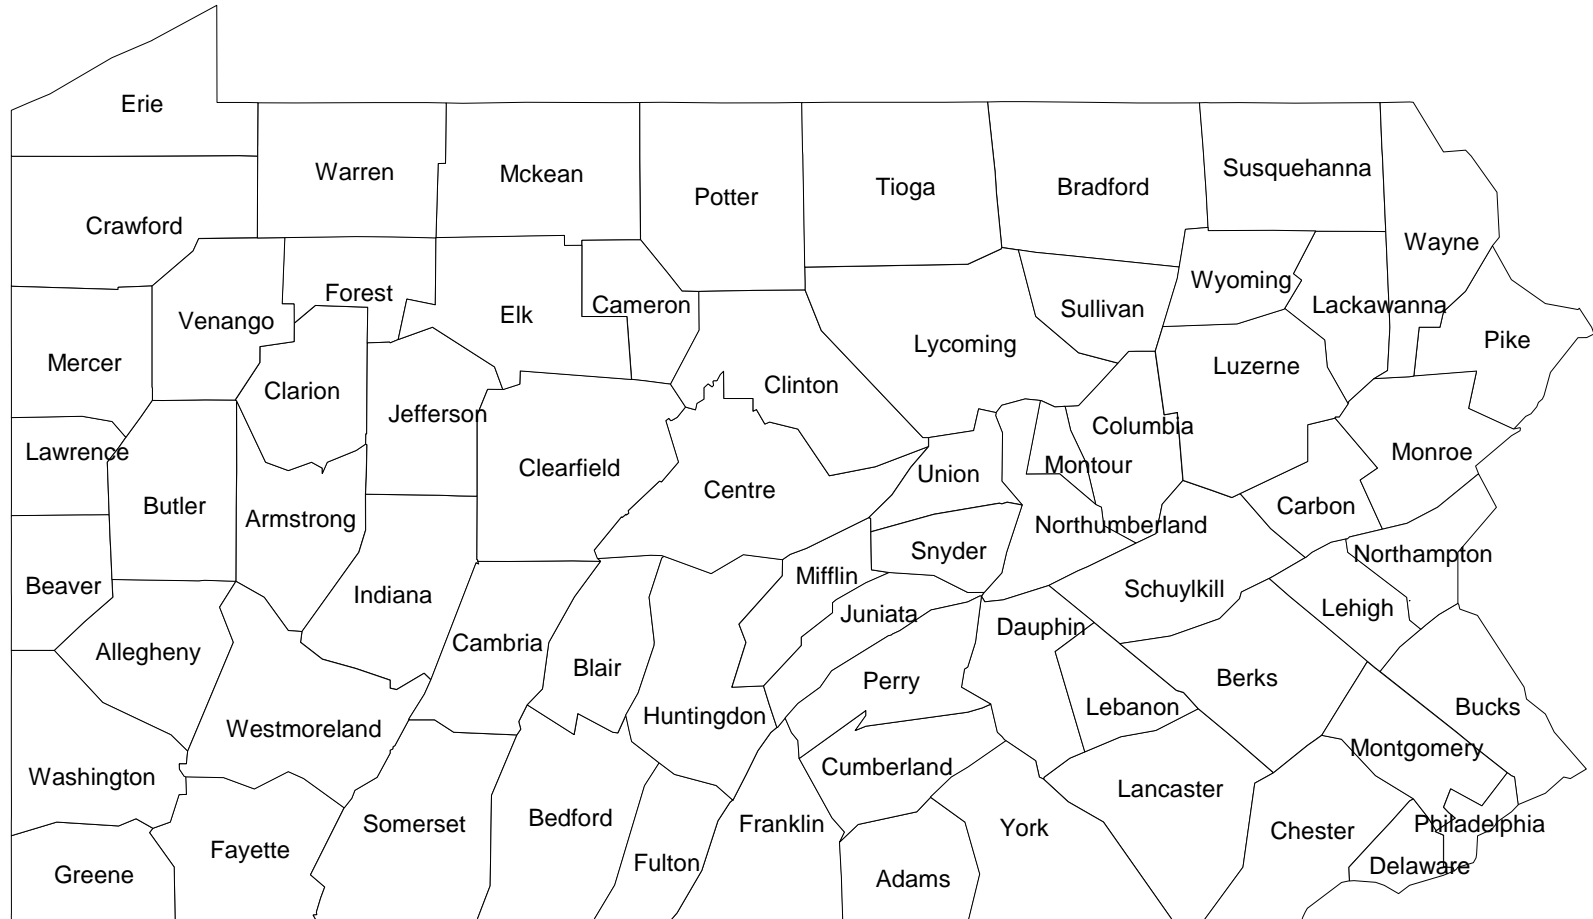 Erie
Warren
Mckean
Potter
Tioga
Bradford
Susquehanna
Crawford
Wayne
Venango
Forest
Elk
Cameron
Wyoming
Lackawanna
Sullivan
Lycoming
Pike
Mercer
Clarion
Clinton
Luzerne
Jefferson
Columbia
Lawrence
Clearfield
Centre
Union
Montour
Monroe
Butler
Armstrong
Carbon
Northumberland
Snyder
Northampton
Beaver
Indiana
Mifflin
Juniata
Schuylkill
Lehigh
Dauphin
Allegheny
Cambria
Blair
Perry
Berks
Lebanon
Bucks
Westmoreland
Huntingdon
Montgomery
Washington
Cumberland
Lancaster
Somerset
Bedford
Franklin
York
Chester
Philadelphia
Greene
Fayette
Fulton
Adams
Delaware